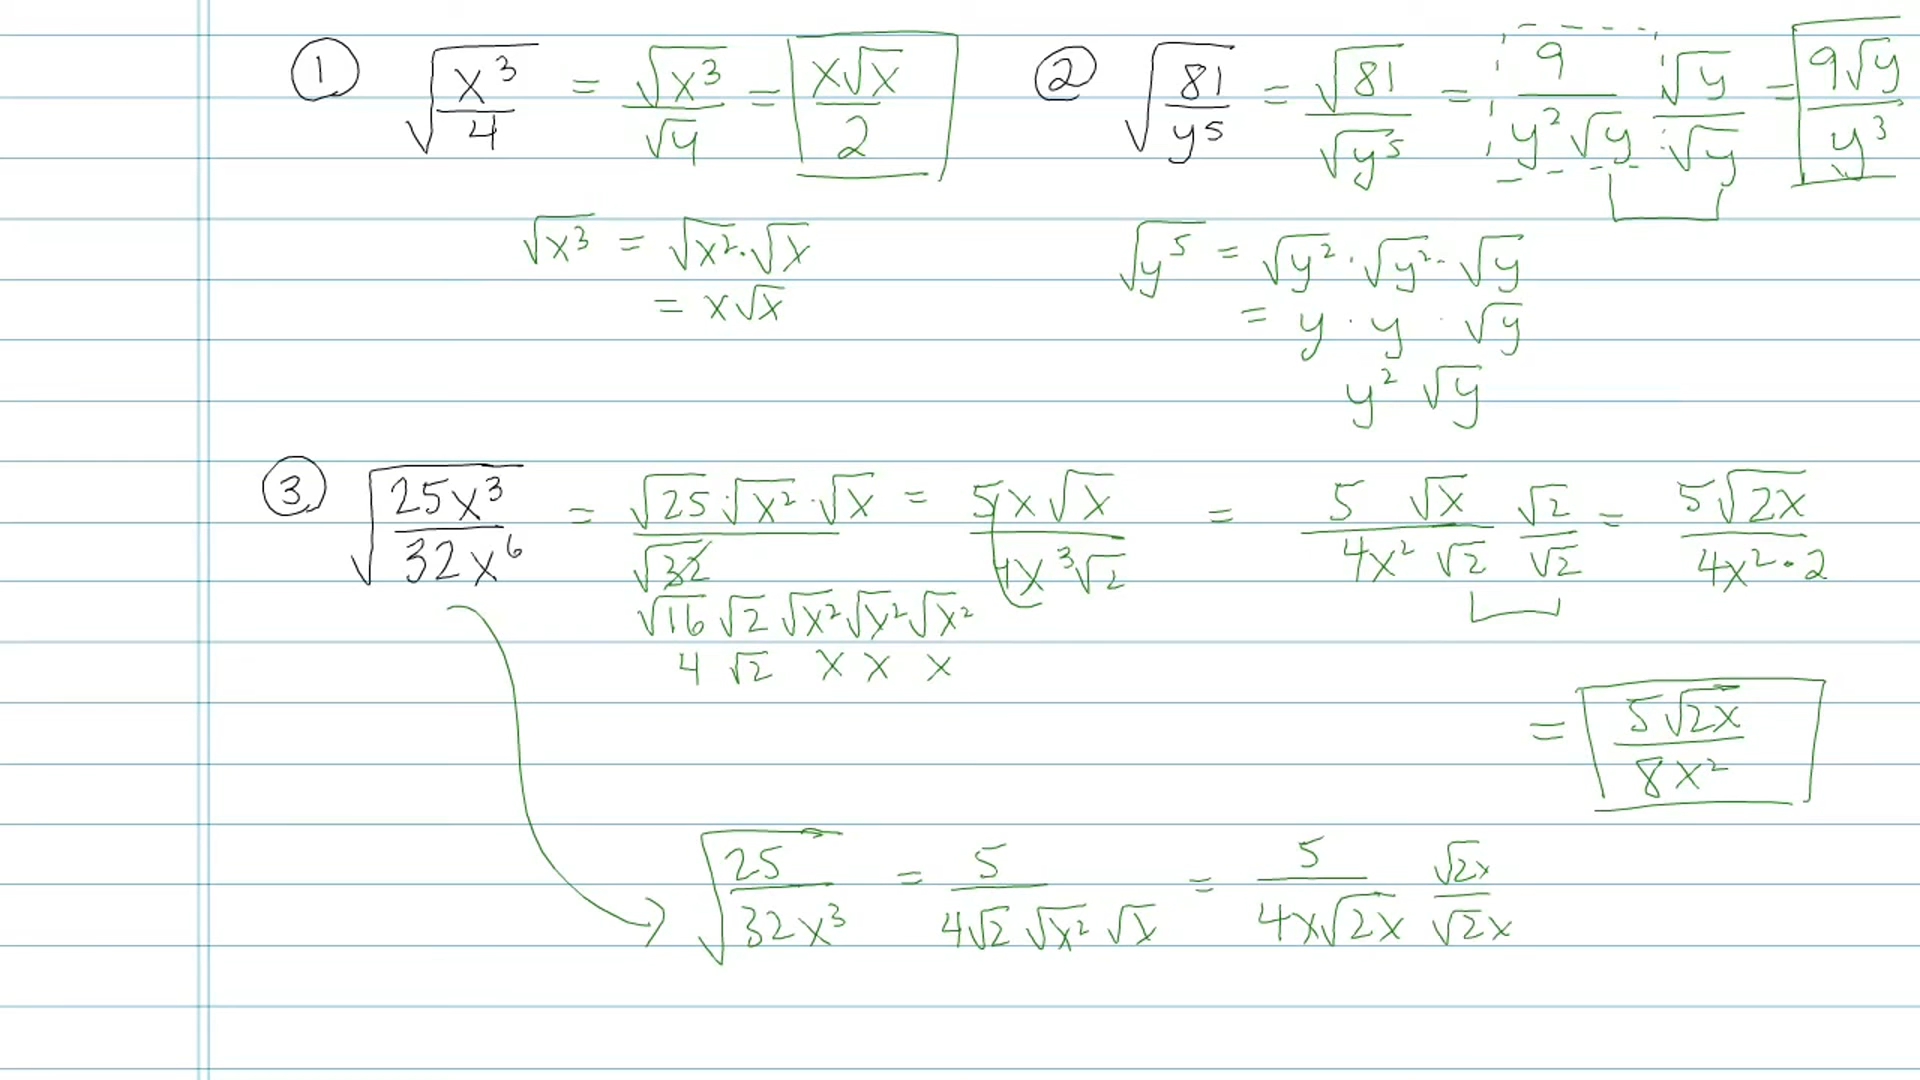 ① √(x³/4) = √x³/√4 = x√x/2
√x³ = √x² · √x
= x√x
② √(81/y⁵) = √81/√y⁵ = 9/(y²√y) √y/√y = 9√y/y³
√y⁵ = √y² · √y² · √y
= y · y · √y
y² √y
③ √(25x³/32x⁶) = √25 · √x² · √x/√32 = 5x√x/(4x³√2) = 5 √x/(4x² √2) √2/√2 = 5√2x/(4x² · 2)
√16 √2 √x² √x² √x²
4 √2 x x x
= 5√2x/8x²
√(25/32x³) = 5/(4√2 √x² √x) = 5/(4x√2x) √2x/√2x